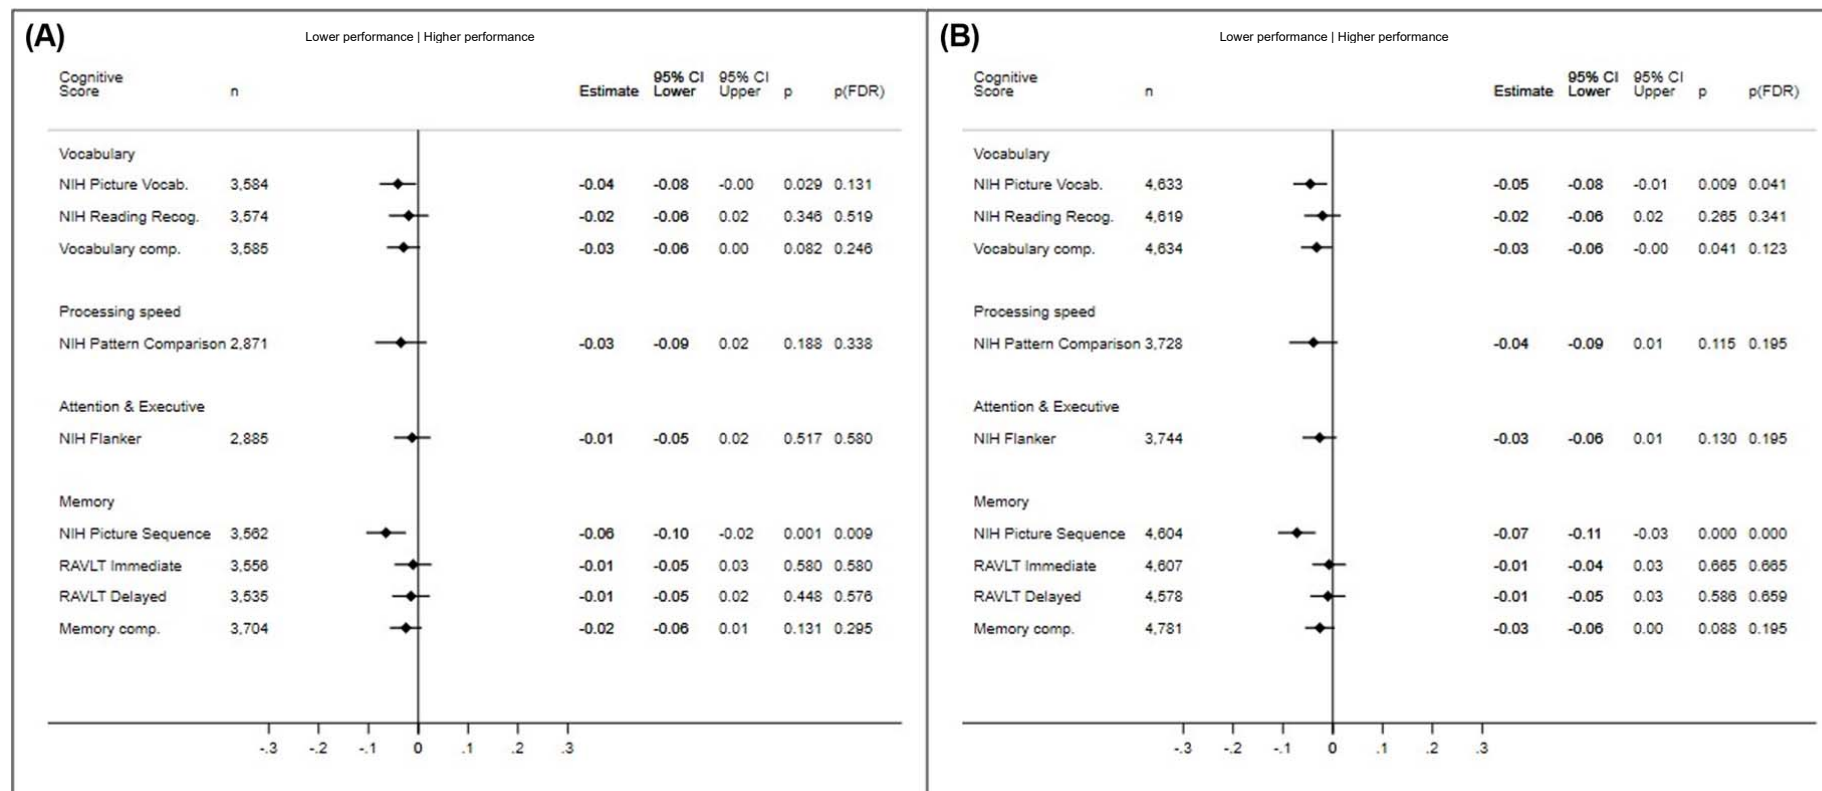 (A)
Lower performance | Higher performance
Cognitive Score n Estimate 95% CI Lower 95% CI Upper p p(FDR)
Vocabulary
NIH Picture Vocab. 3,584 -0.04 -0.08 -0.00 0.029 0.131
NIH Reading Recog. 3,574 -0.02 -0.06 0.02 0.346 0.519
Vocabulary comp. 3,585 -0.03 -0.06 0.00 0.082 0.246
Processing speed
NIH Pattern Comparison 2,871 -0.03 -0.09 0.02 0.188 0.338
Attention & Executive
NIH Flanker 2,885 -0.01 -0.05 0.02 0.517 0.580
Memory
NIH Picture Sequence 3,562 -0.06 -0.10 -0.02 0.001 0.009
RAVLT Immediate 3,556 -0.01 -0.05 0.03 0.580 0.580
RAVLT Delayed 3,535 -0.01 -0.05 0.02 0.448 0.576
Memory comp. 3,704 -0.02 -0.06 0.01 0.131 0.295
-.3 -.2 -.1 0 .1 .2 .3
(B)
Lower performance | Higher performance
Cognitive Score n Estimate 95% CI Lower 95% CI Upper p p(FDR)
Vocabulary
NIH Picture Vocab. 4,633 -0.05 -0.08 -0.01 0.009 0.041
NIH Reading Recog. 4,619 -0.02 -0.06 0.02 0.265 0.341
Vocabulary comp. 4,634 -0.03 -0.06 -0.00 0.041 0.123
Processing speed
NIH Pattern Comparison 3,728 -0.04 -0.09 0.01 0.115 0.195
Attention & Executive
NIH Flanker 3,744 -0.03 -0.06 0.01 0.130 0.195
Memory
NIH Picture Sequence 4,604 -0.07 -0.11 -0.03 0.000 0.000
RAVLT Immediate 4,607 -0.01 -0.04 0.03 0.665 0.665
RAVLT Delayed 4,578 -0.01 -0.05 0.03 0.586 0.659
Memory comp. 4,781 -0.03 -0.06 0.00 0.088 0.195
-.3 -.2 -.1 0 .1 .2 .3